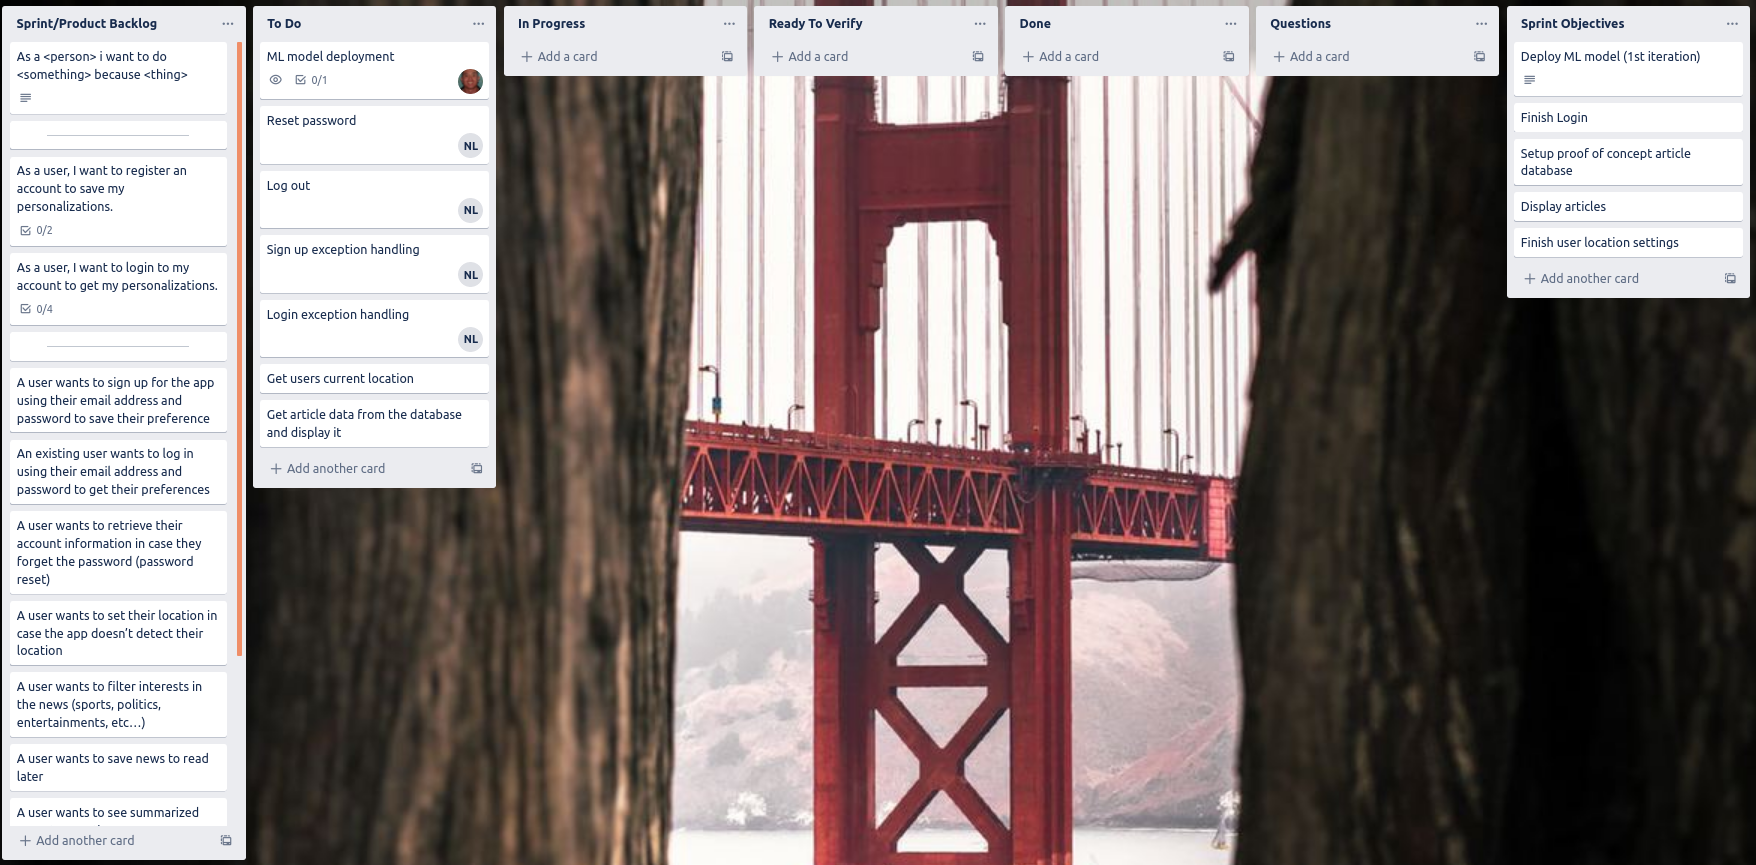 Sprint/Product Backlog
As a <person> i want to do
<something> because <thing>
As a user, I want to register an
account to save my
personalizations.
0/2
As a user, I want to login to my
account to get my personalizations.
0/4
A user wants to sign up for the app
using their email address and
password to save their preference
An existing user wants to log in
using their email address and
password to get their preferences
A user wants to retrieve their
account information in case they
forget the password (password
reset)
A user wants to set their location in
case the app doesn't detect their
location
A user wants to filter interests in
the news (sports, politics,
entertainments, etc...)
A user wants to save news to read
later
A user wants to see summarized
+ Add another card
To Do
ML model deployment
0/1
Reset password
NL
Log out
NL
Sign up exception handling
NL
Login exception handling
NL
Get users current location
Get article data from the database
and display it
+ Add another card
In Progress
+ Add a card
Ready To Verify
+ Add a card
Done
+ Add a card
Questions
+ Add a card
Sprint Objectives
Deploy ML model (1st iteration)
Finish Login
Setup proof of concept article
database
Display articles
Finish user location settings
+ Add another card